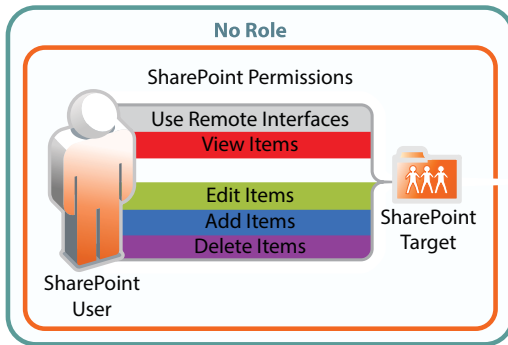 No Role
SharePoint Permissions
Use Remote Interfaces
View Items
Edit Items
Add Items
Delete Items
SharePoint
User
SharePoint
Target